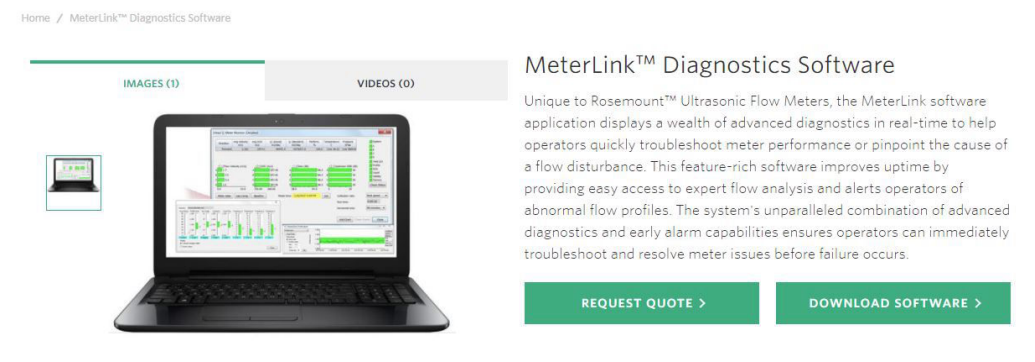 Home / MeterLink™ Diagnostics Software
IMAGES (1)
VIDEOS (0)
MeterLink™ Diagnostics Software
Unique to Rosemount™ Ultrasonic Flow Meters, the MeterLink software
application displays a wealth of advanced diagnostics in real-time to help
operators quickly troubleshoot meter performance or pinpoint the cause of
a flow disturbance. This feature-rich software improves uptime by
providing easy access to expert flow analysis and alerts operators of
abnormal flow profiles. The system's unparalleled combination of advanced
diagnostics and early alarm capabilities ensures operators can immediately
troubleshoot and resolve meter issues before failure occurs.
REQUEST QUOTE >
DOWNLOAD SOFTWARE >